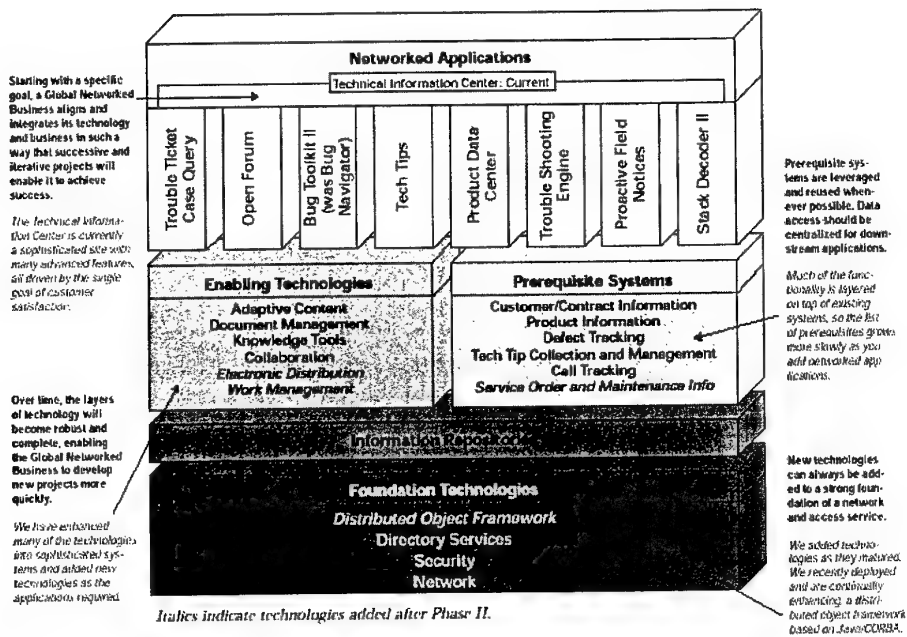 Networked Applications
Technical Information Center: Current
Starting with a specific
goal, a Global Networked
Business aligns and
integrates its technology
and business in such a
way that successive and
iterative projects will
enable it to achieve
success.
The Technical Informa-
tion Center is currently
a sophisticated site with
many advanced features,
all driven by the single
goal of customer
satisfaction.
Trouble Ticket
Case Query
Open Forum
Bug Toolkit II
(was Bug
Navigator)
Tech Tips
Product Data
Center
Trouble Shooting
Engine
Proactive Field
Notices
Stack Decoder II
Prerequisite sys-
tems are leveraged
and reused when-
ever possible. Data
access should be
centralized for down-
stream applications.
Much of the func-
tionality is layered
on top of existing
systems, so the list
of prerequisites grows
more slowly as you
add networked app
lications.
Enabling Technologies
Adaptive Content
Document Management
Knowledge Tools
Collaboration
Electronic Distribution
Work Management
Prerequisite Systems
Customer/Contract Information
Product Information
Defect Tracking
Tech Tip Collection and Management
Call Tracking
Service Order and Maintenance Info
Over time, the layers
of technology will
become robust and
complete, enabling
the Global Networked
Business to develop
new projects more
quickly.
We have enhanced
many of the technologies
into sophisticated sys-
tems and added new
technologies as the
applications required.
Information Repository
Foundation Technologies
Distributed Object Framework
Directory Services
Security
Network
New technologies
can always be add-
ed to a strong foun-
dation of a network
and access service.
We added techno-
logies as they matured.
We recently deployed
and are continually
enhancing, a distri-
buted object framework
based on Java/CORBA.
Italics indicate technologies added after Phase II.